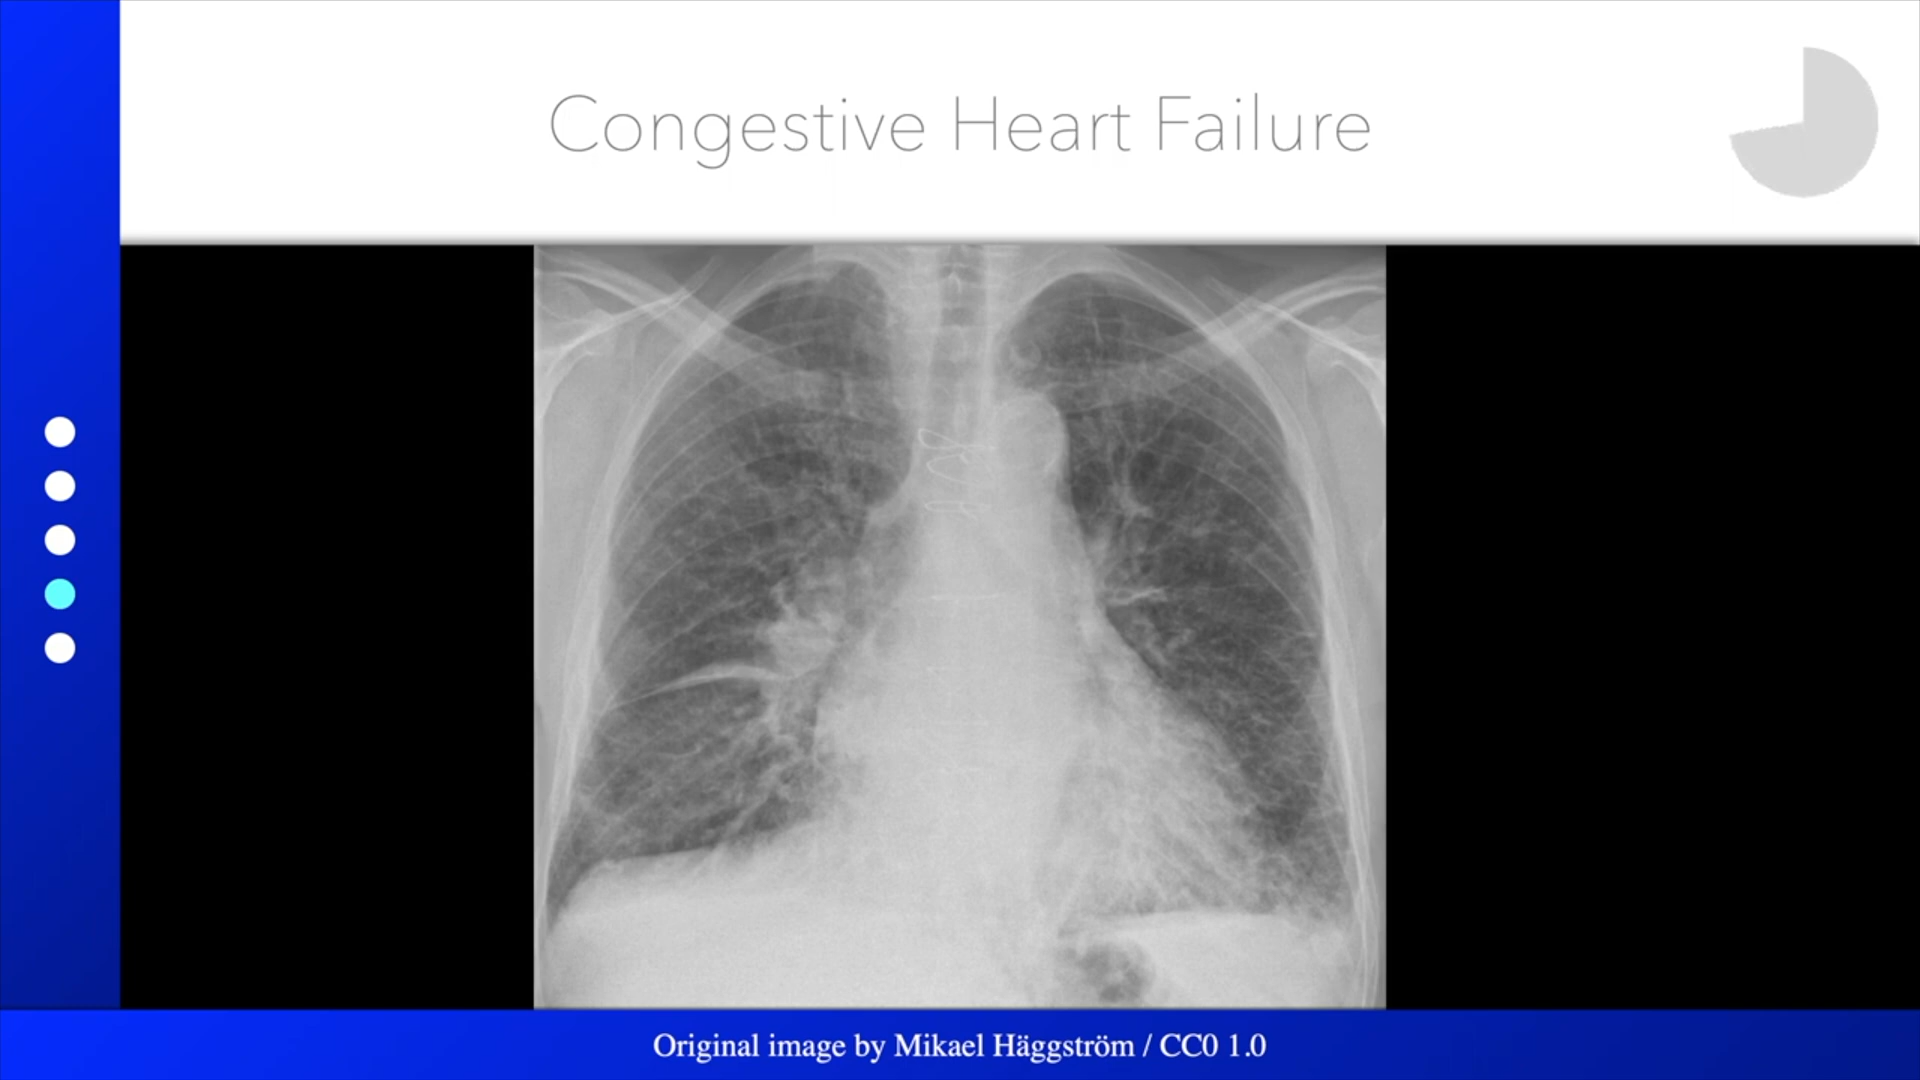 Congestive Heart Failure
Original image by Mikael Häggström / CC0 1.0